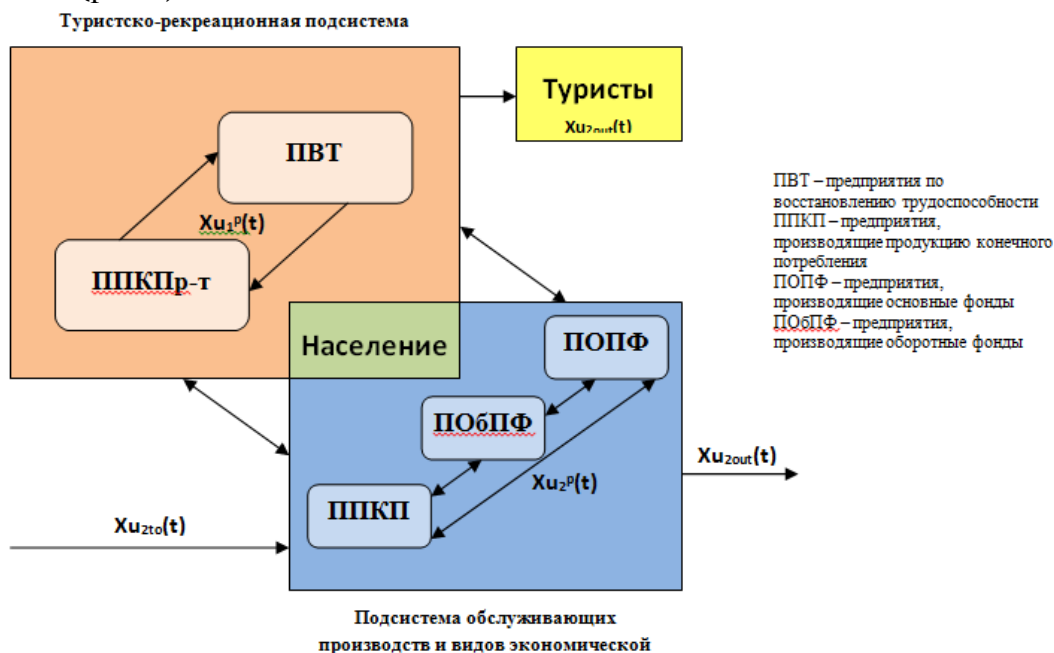 Туристско-рекреационная подсистема
Туристы
Xu2out(t)
ПВТ
Xu1p(t)
ППКПр-т
ПВТ – предприятия по
восстановлению трудоспособности
ППКП – предприятия,
производящие продукцию конечного
потребления
ПОПФ – предприятия,
производящие основные фонды
ПОбПФ – предприятия,
производящие оборотные фонды
Население
ПОПФ
ПОбПФ
Xu2out(t)
Xu2p(t)
ППКП
Xu2to(t)
Подсистема обслуживающих
производств и видов экономической